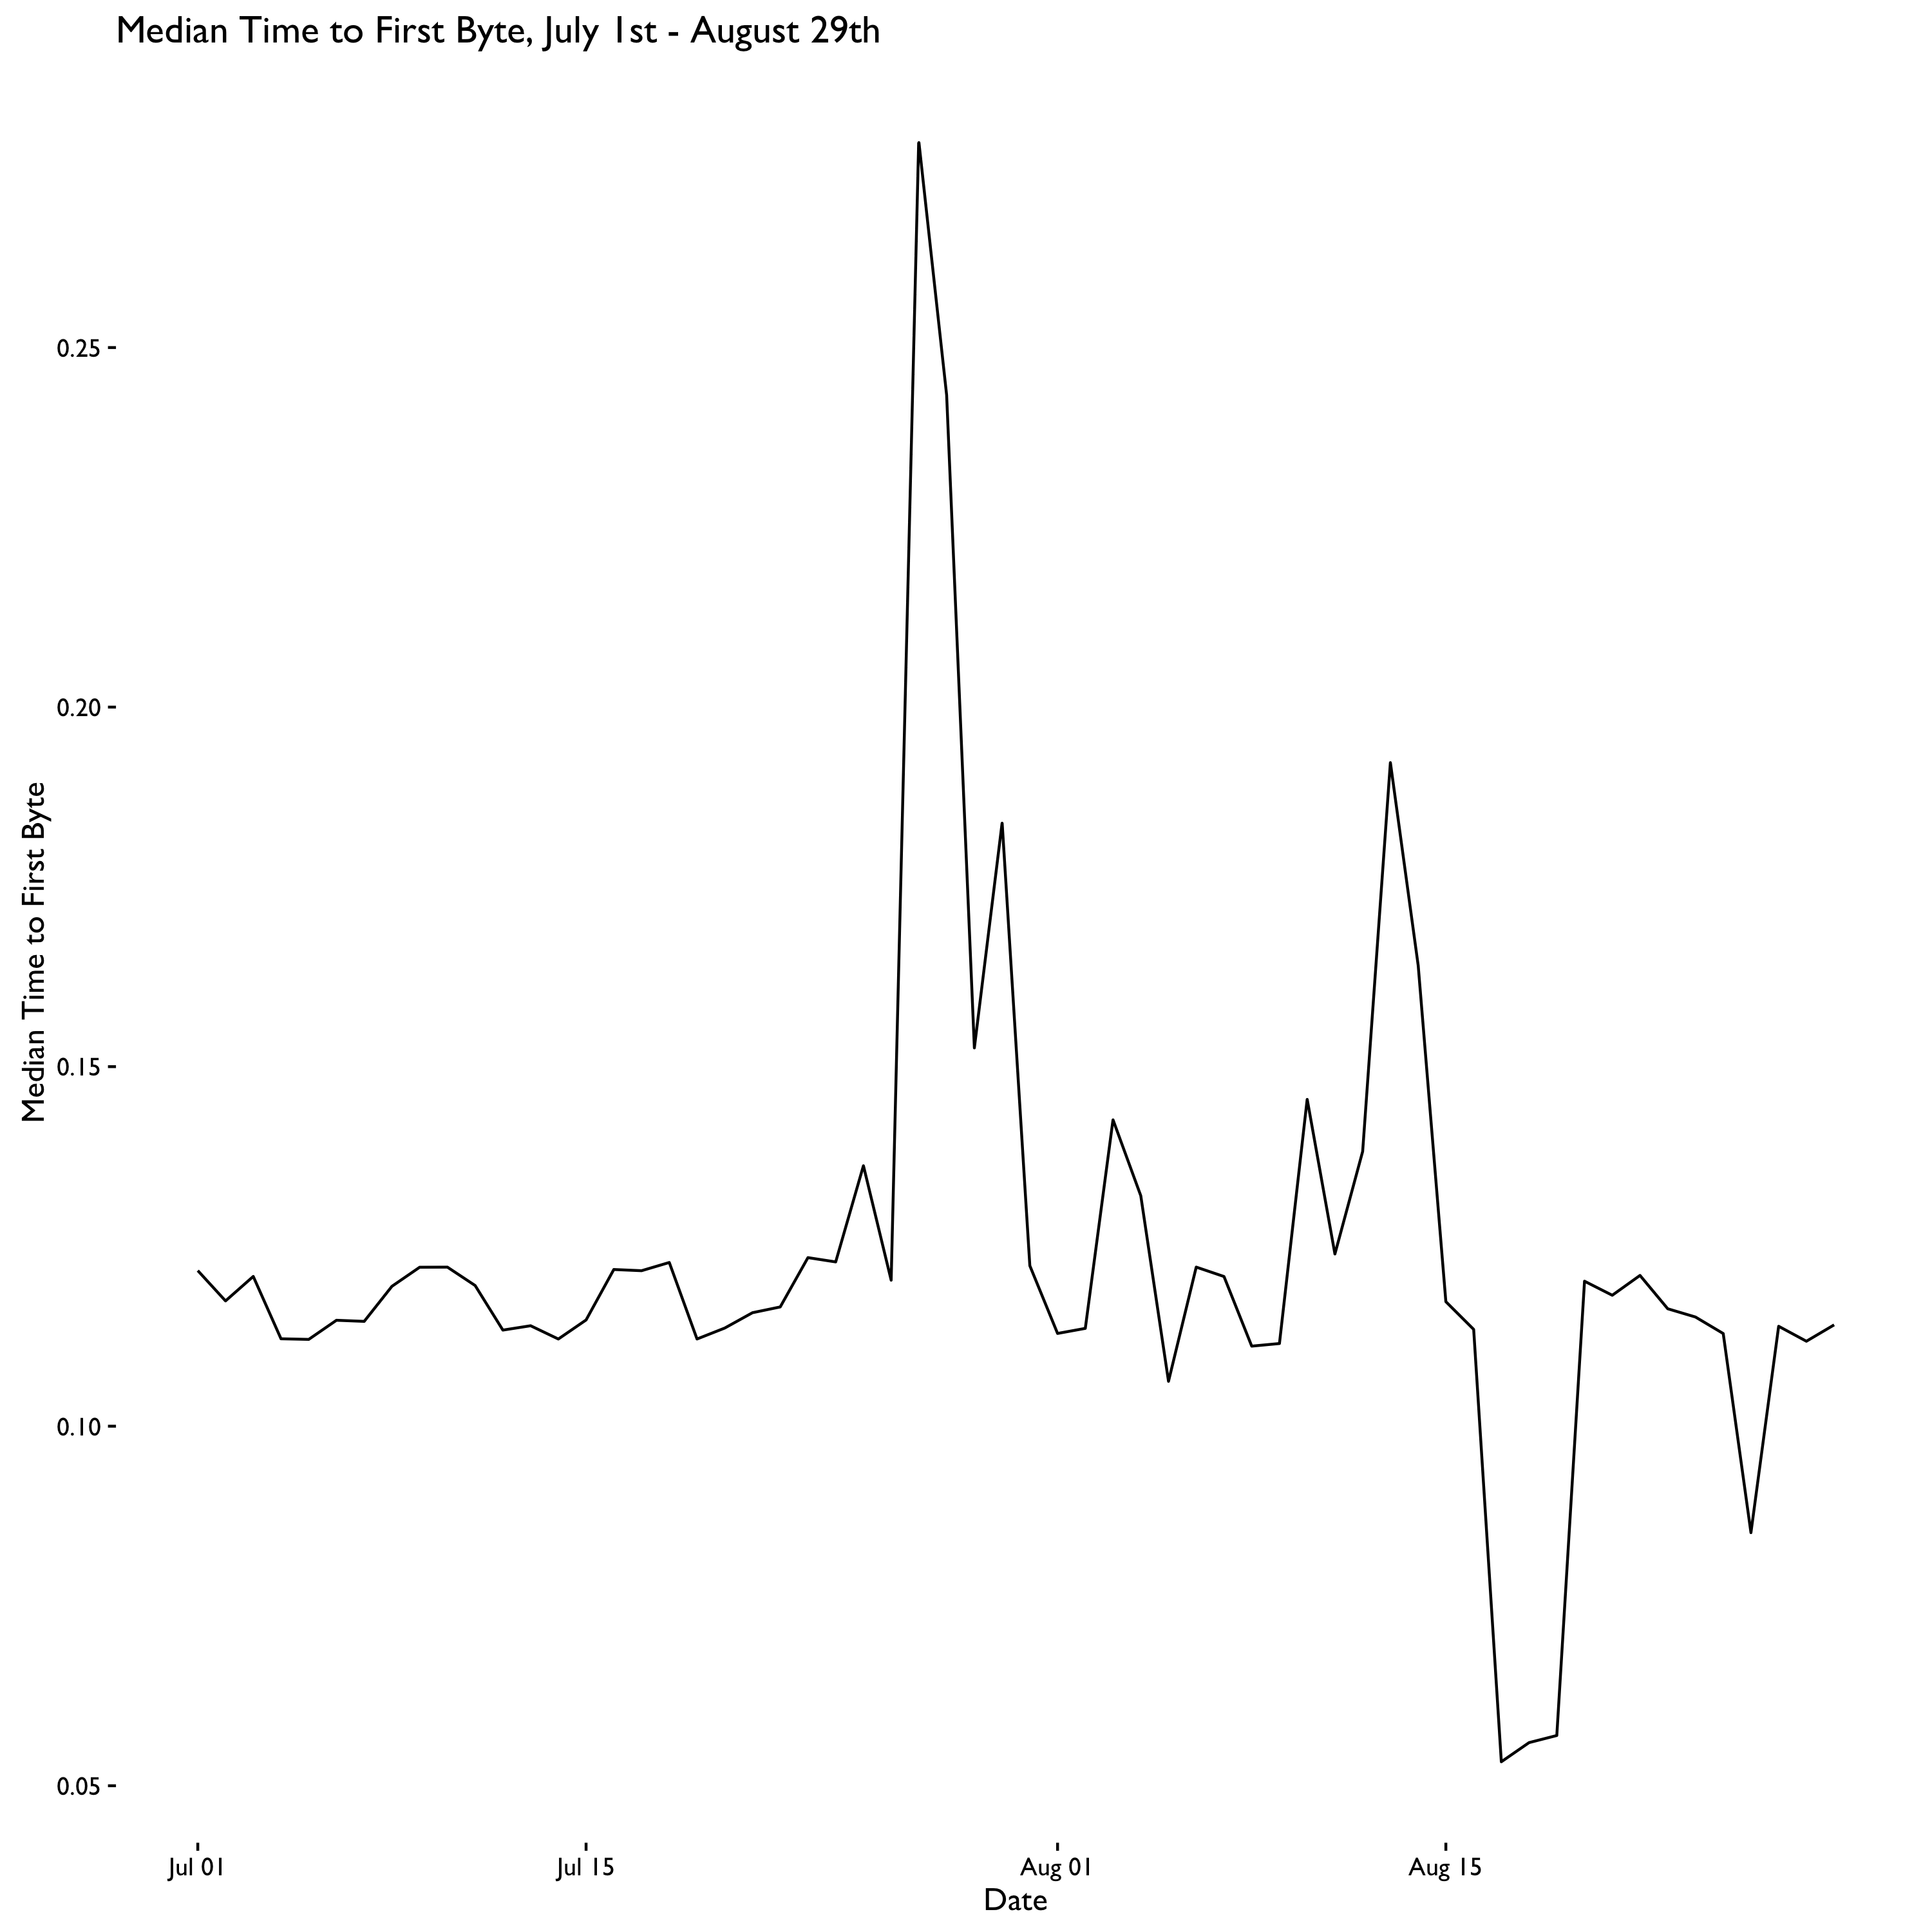 Median Time to First Byte, July 1st - August 29th
0.25
0.20
0.15
0.10
0.05
Median Time to First Byte
Jul 01
Jul 15
Aug 01
Aug 15
Date